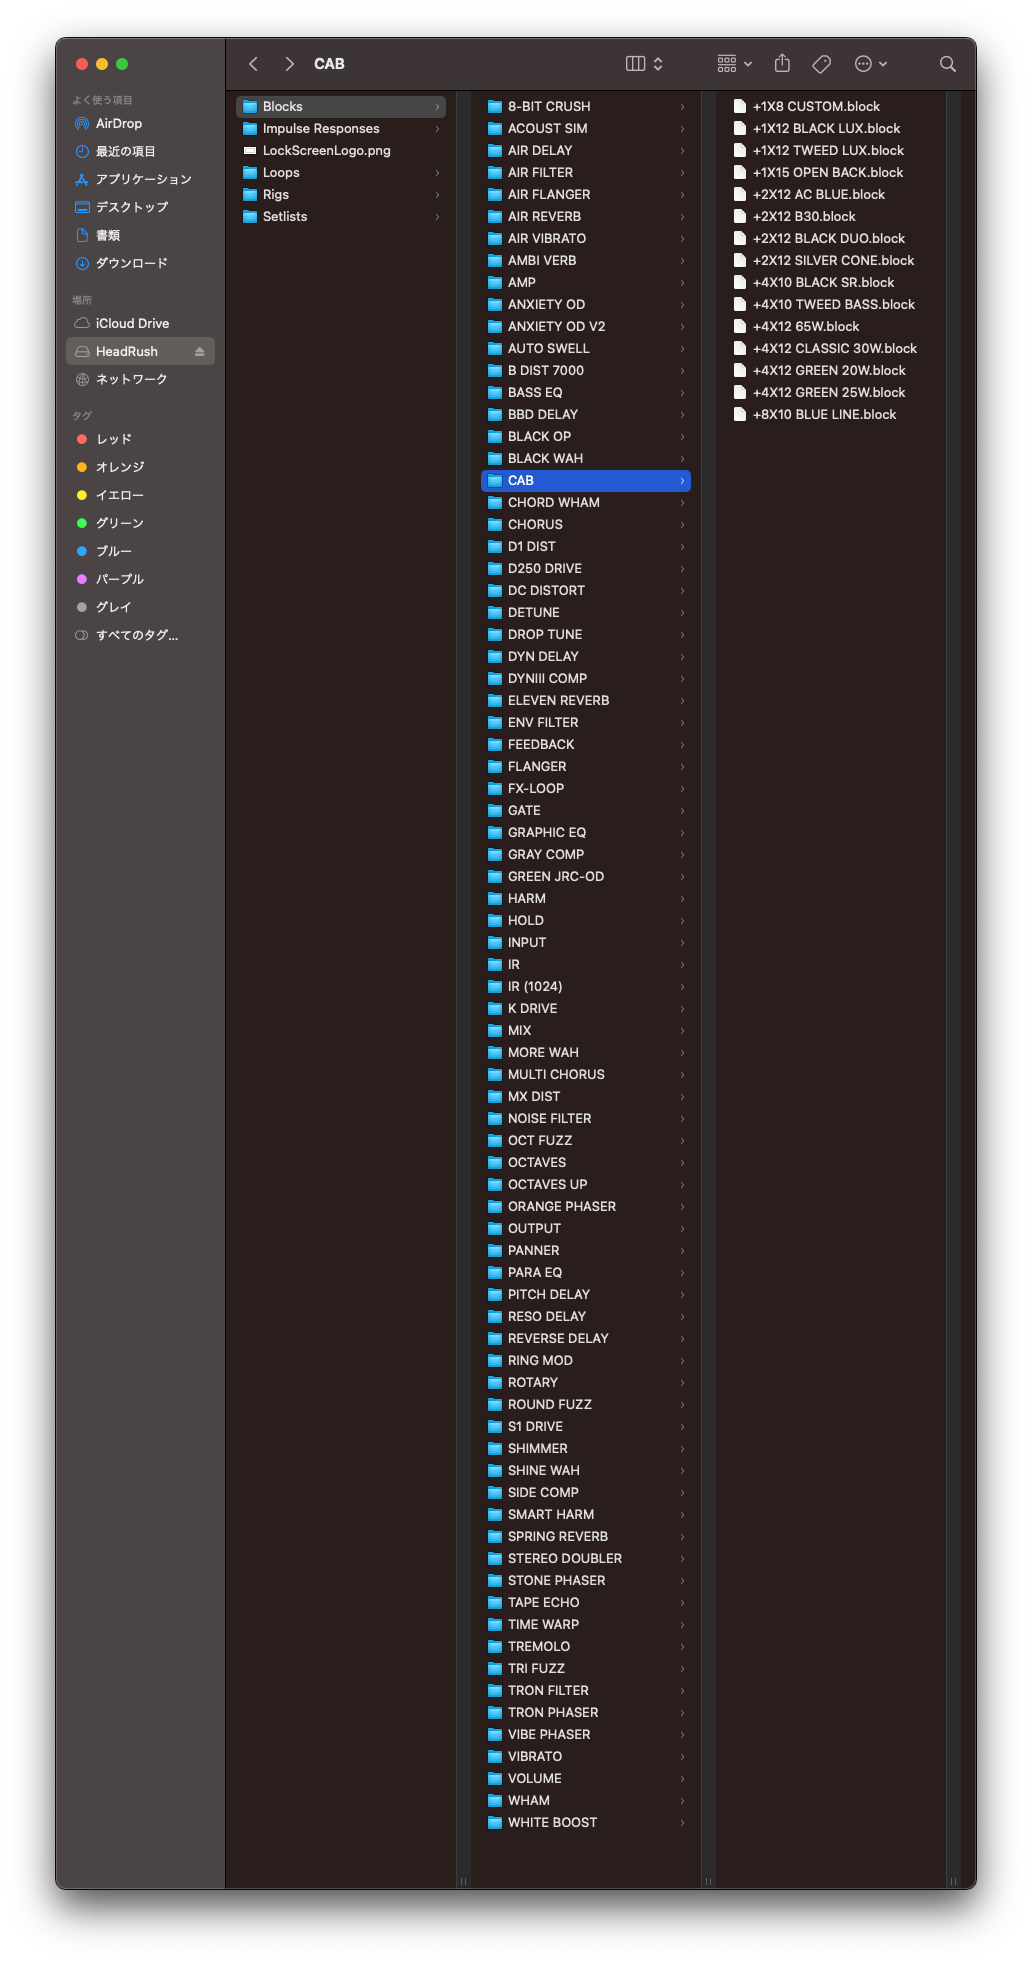 CAB
よく使う項目
AirDrop
最近の項目
アプリケーション
デスクトップ
書類
ダウンロード
場所
iCloud Drive
HeadRush
ネットワーク
タグ
レッド
オレンジ
イエロー
グリーン
ブルー
パープル
グレイ
すべてのタグ...
Blocks
Impulse Responses
LockScreenLogo.png
Loops
Rigs
Setlists
8-BIT CRUSH
ACOUST SIM
AIR DELAY
AIR FILTER
AIR FLANGER
AIR REVERB
AIR VIBRATO
AMBI VERB
AMP
ANXIETY OD
ANXIETY OD V2
AUTO SWELL
B DIST 7000
BASS EQ
BBD DELAY
BLACK OP
BLACK WAH
CAB
CHORD WHAM
CHORUS
D1 DIST
D250 DRIVE
DC DISTORT
DETUNE
DROP TUNE
DYN DELAY
DYNIII COMP
ELEVEN REVERB
ENV FILTER
FEEDBACK
FLANGER
FX-LOOP
GATE
GRAPHIC EQ
GRAY COMP
GREEN JRC-OD
HARM
HOLD
INPUT
IR
IR (1024)
K DRIVE
MIX
MORE WAH
MULTI CHORUS
MX DIST
NOISE FILTER
OCT FUZZ
OCTAVES
OCTAVES UP
ORANGE PHASER
OUTPUT
PANNER
PARA EQ
PITCH DELAY
RESO DELAY
REVERSE DELAY
RING MOD
ROTARY
ROUND FUZZ
S1 DRIVE
SHIMMER
SHINE WAH
SIDE COMP
SMART HARM
SPRING REVERB
STEREO DOUBLER
STONE PHASER
TAPE ECHO
TIME WARP
TREMOLO
TRI FUZZ
TRON FILTER
TRON PHASER
VIBE PHASER
VIBRATO
VOLUME
WHAM
WHITE BOOST
+1X8 CUSTOM.block
+1X12 BLACK LUX.block
+1X12 TWEED LUX.block
+1X15 OPEN BACK.block
+2X12 AC BLUE.block
+2X12 B30.block
+2X12 BLACK DUO.block
+2X12 SILVER CONE.block
+4X10 BLACK SR.block
+4X10 TWEED BASS.block
+4X12 65W.block
+4X12 CLASSIC 30W.block
+4X12 GREEN 20W.block
+4X12 GREEN 25W.block
+8X10 BLUE LINE.block